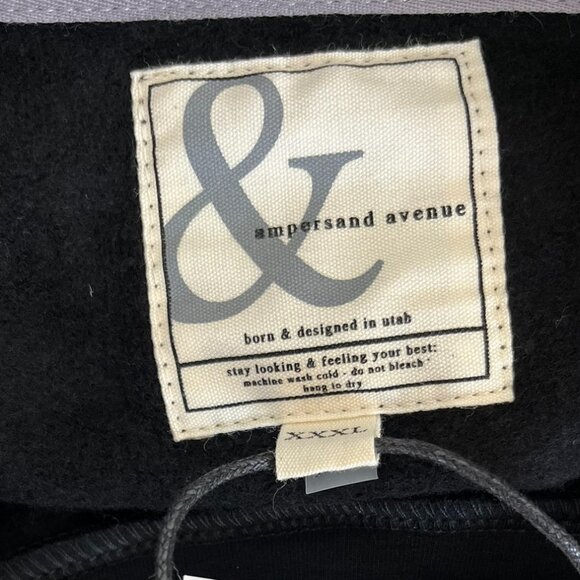 &
ampersand avenue
born & designed in utah
stay looking & feeling your best:
machine wash cold - do not bleach
hang to dry
XXXL